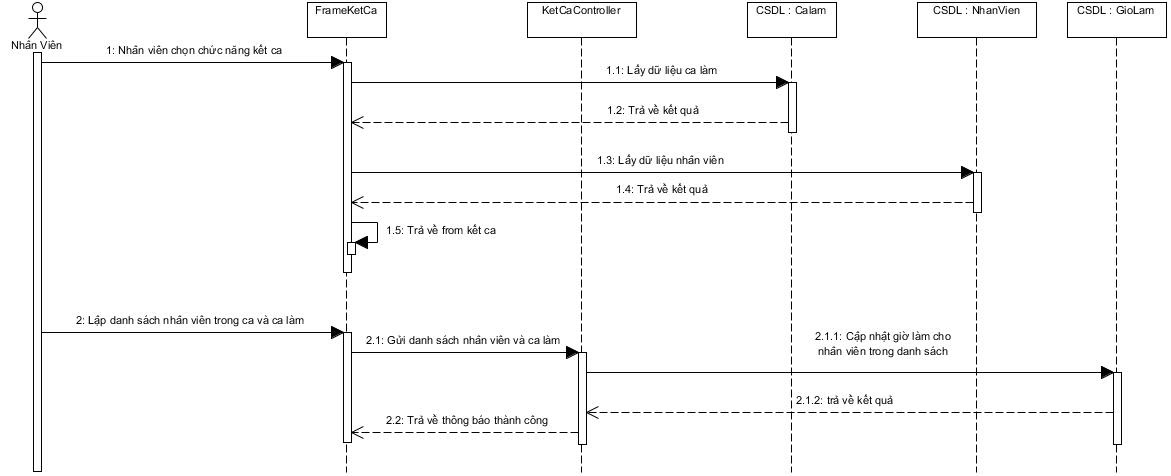 FrameKetCa
KetCaController
CSDL : Calam
CSDL : NhanVien
CSDL : GioLam
Nhân Viên
1: Nhân viên chọn chức năng kết ca
1.1: Lấy dữ liệu ca làm
1.2: Trả về kết quả
1.3: Lấy dữ liệu nhân viên
1.4: Trả về kết quả
1.5: Trả về from kết ca
2: Lập danh sách nhân viên trong ca và ca làm
2.1: Gửi danh sách nhân viên và ca làm
2.1.1: Cập nhật giờ làm cho
nhân viên trong danh sách
2.1.2: trả về kết quả
2.2: Trả về thông báo thành công